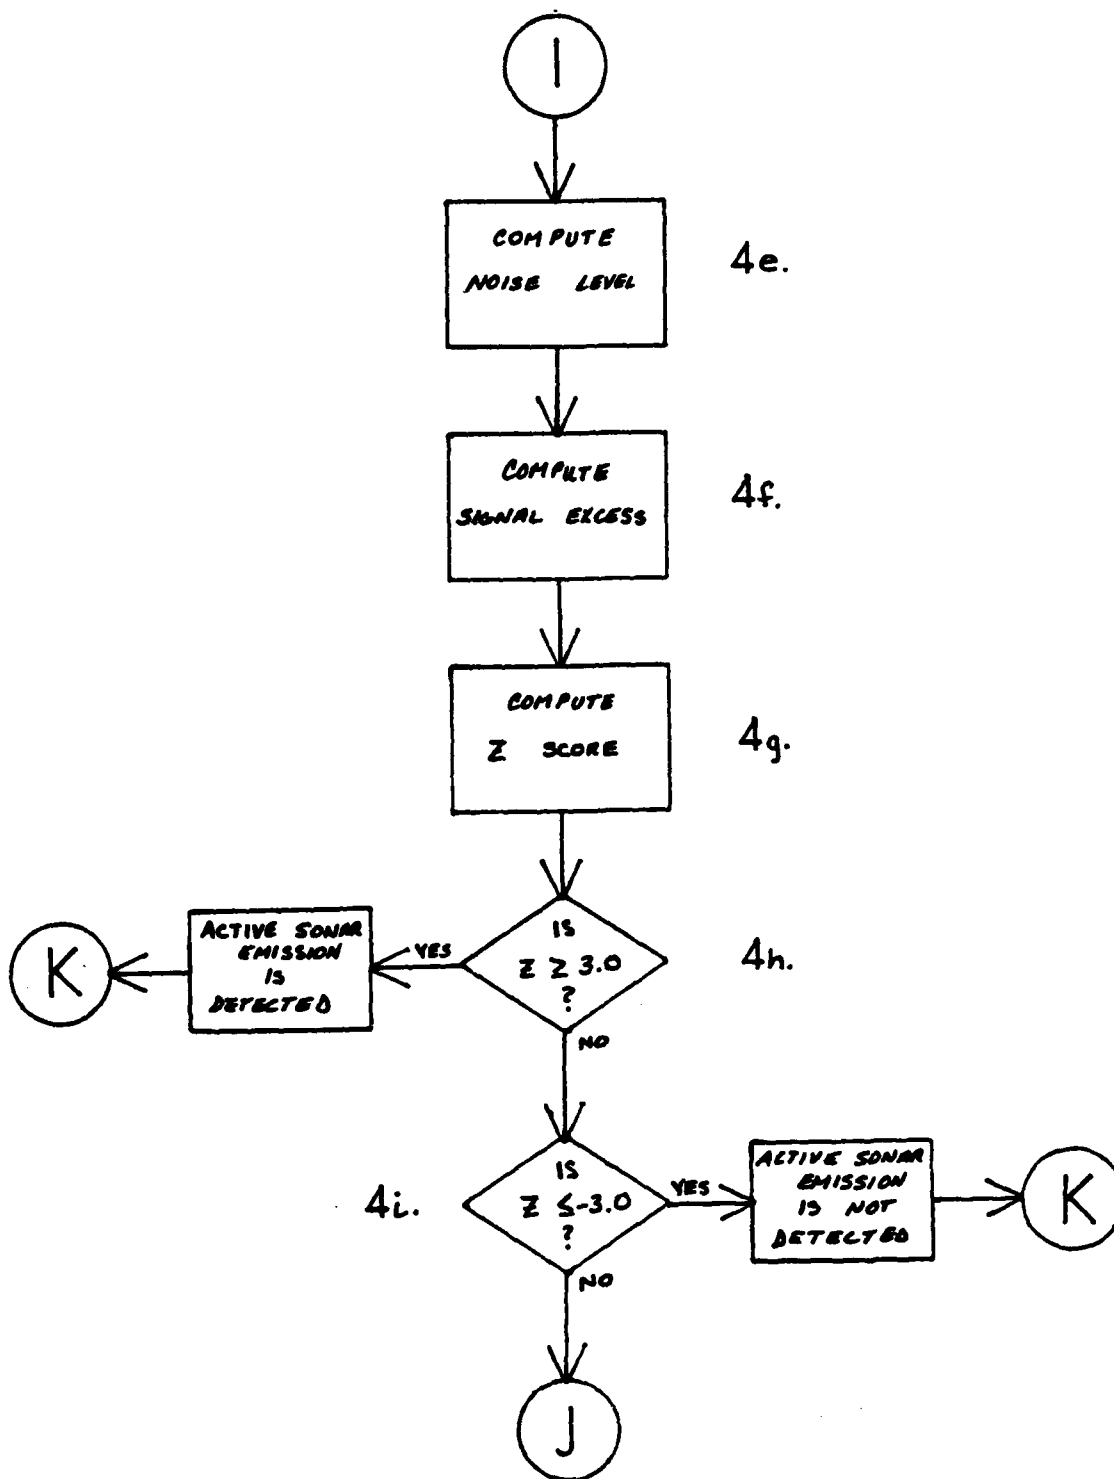 I
COMPUTE
NOISE LEVEL
4e.
COMPUTE
SIGNAL EXCESS
4f.
COMPUTE
Z SCORE
4g.
K
ACTIVE SONAR
EMISSION
IS
DETECTED
YES
IS
Z ≥ 3.0
?
4h.
NO
4i.
IS
Z ≤ -3.0
?
YES
ACTIVE SONAR
EMISSION
IS NOT
DETECTED
K
NO
J